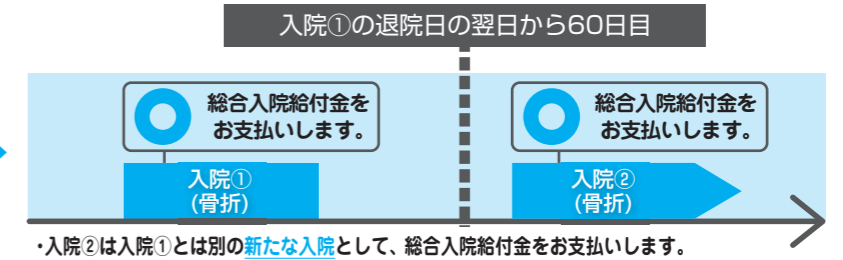 入院①の退院日の翌日から60日目
総合入院給付金を
お支払いします。
総合入院給付金を
お支払いします。
入院①
(骨折)
入院②
(骨折)
・入院②は入院①とは別の新たな入院として、総合入院給付金をお支払いします。